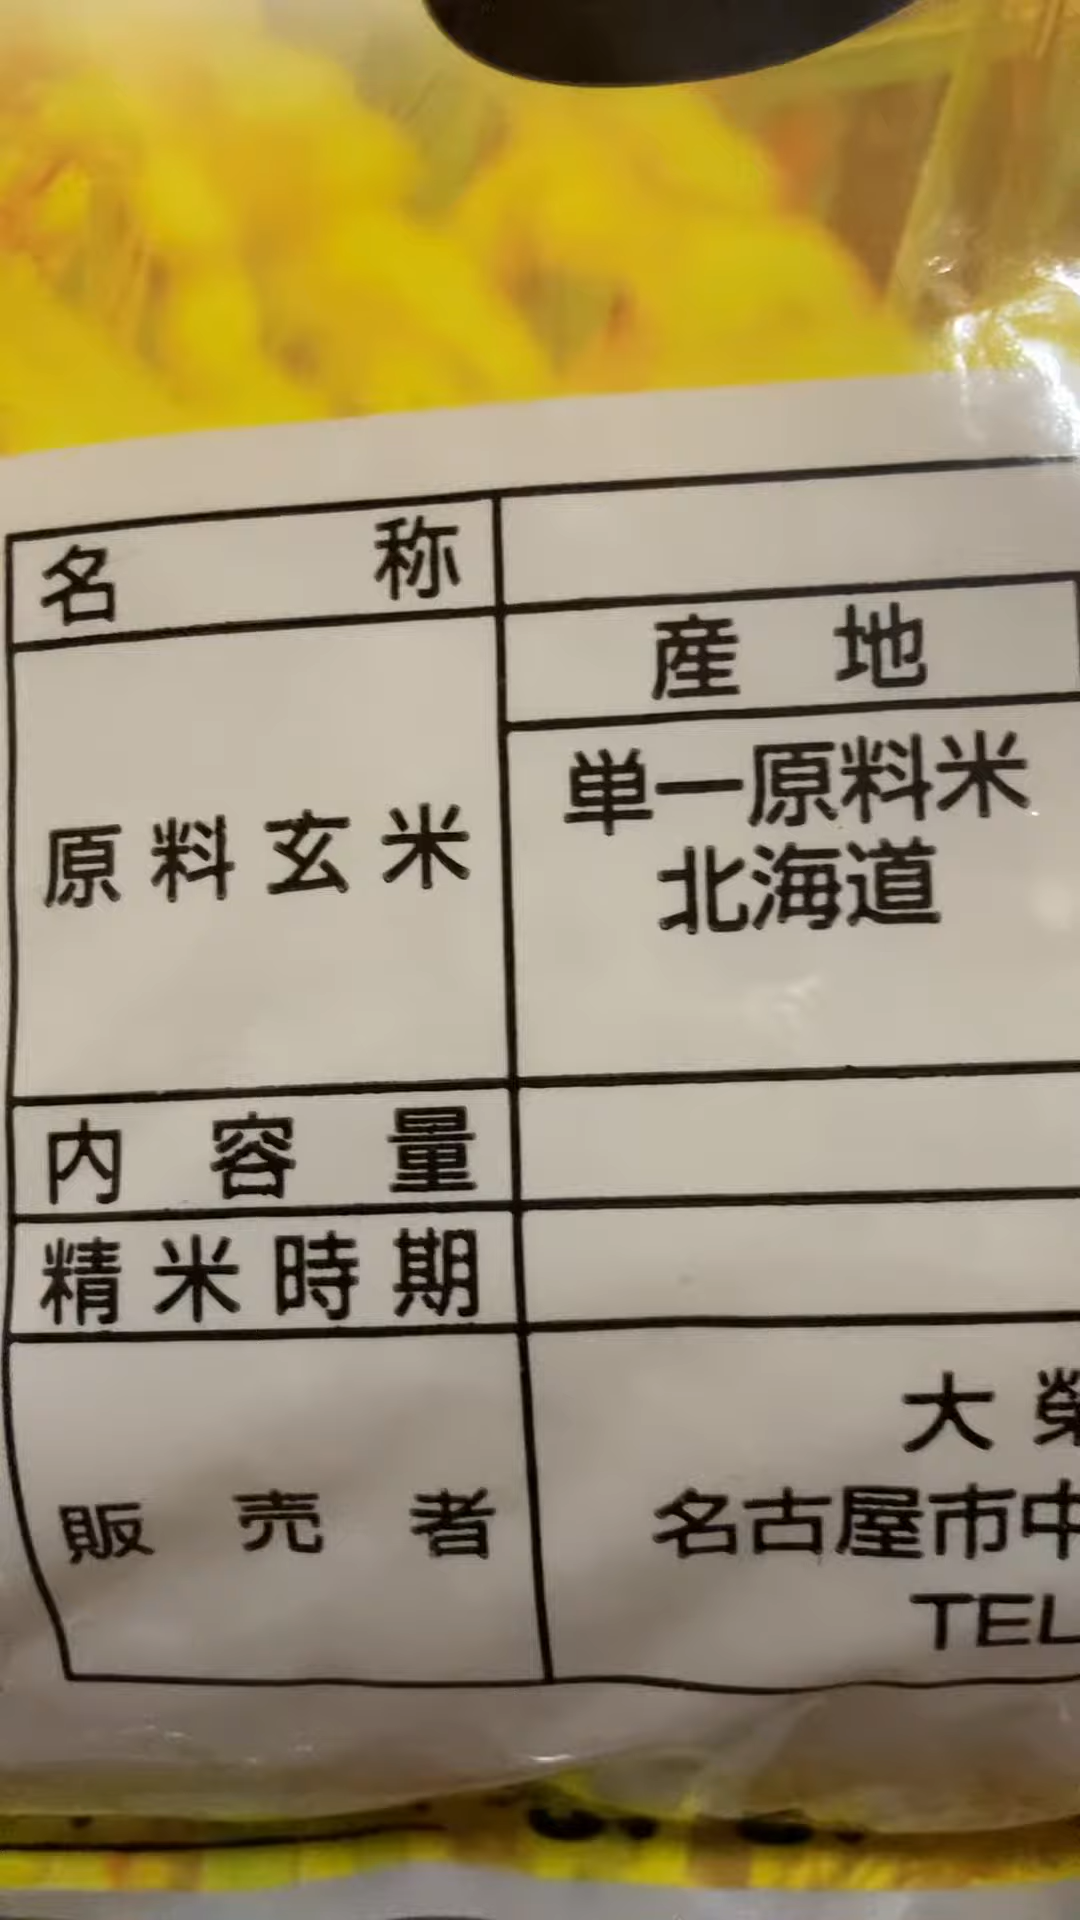 名称
産地
原料玄米
単一原料米
北海道
内容量
精米時期
販売者
大
名古屋市中
TEL